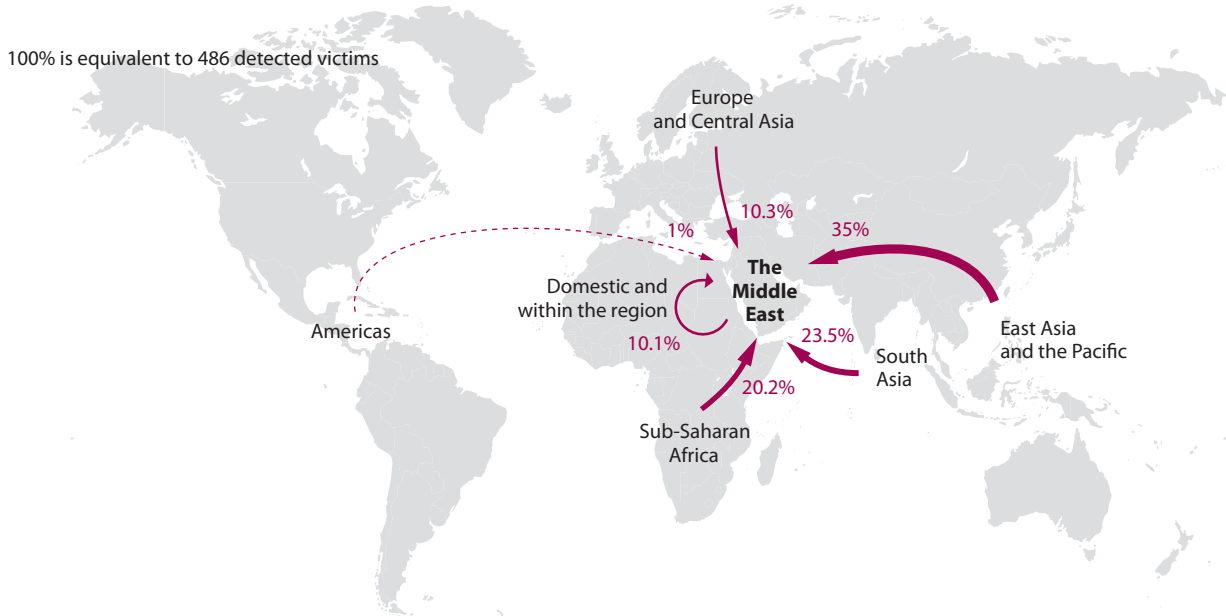 100% is equivalent to 486 detected victims
Europe
and Central Asia
10.3%
1%
35%
The
Middle
East
Domestic and
within the region
10.1%
Americas
23.5%
East Asia
and the Pacific
South
Asia
20.2%
Sub-Saharan
Africa